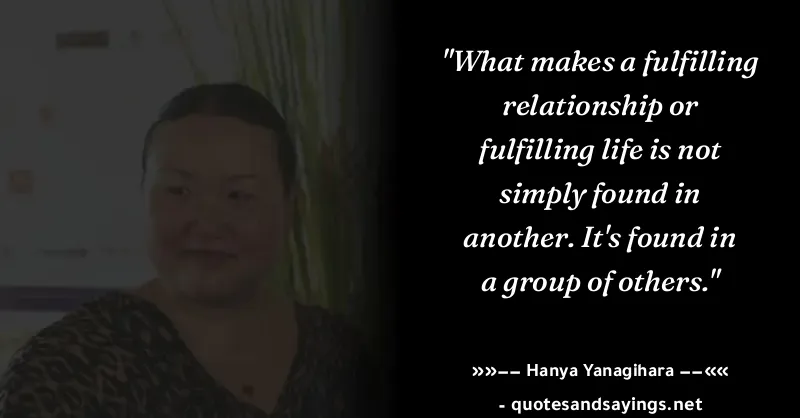 "What makes a fulfilling
relationship or
fulfilling life is not
simply found in
another. It's found in
a group of others."
»»−− Hanya Yanagihara −−««
- quotesandsayings.net